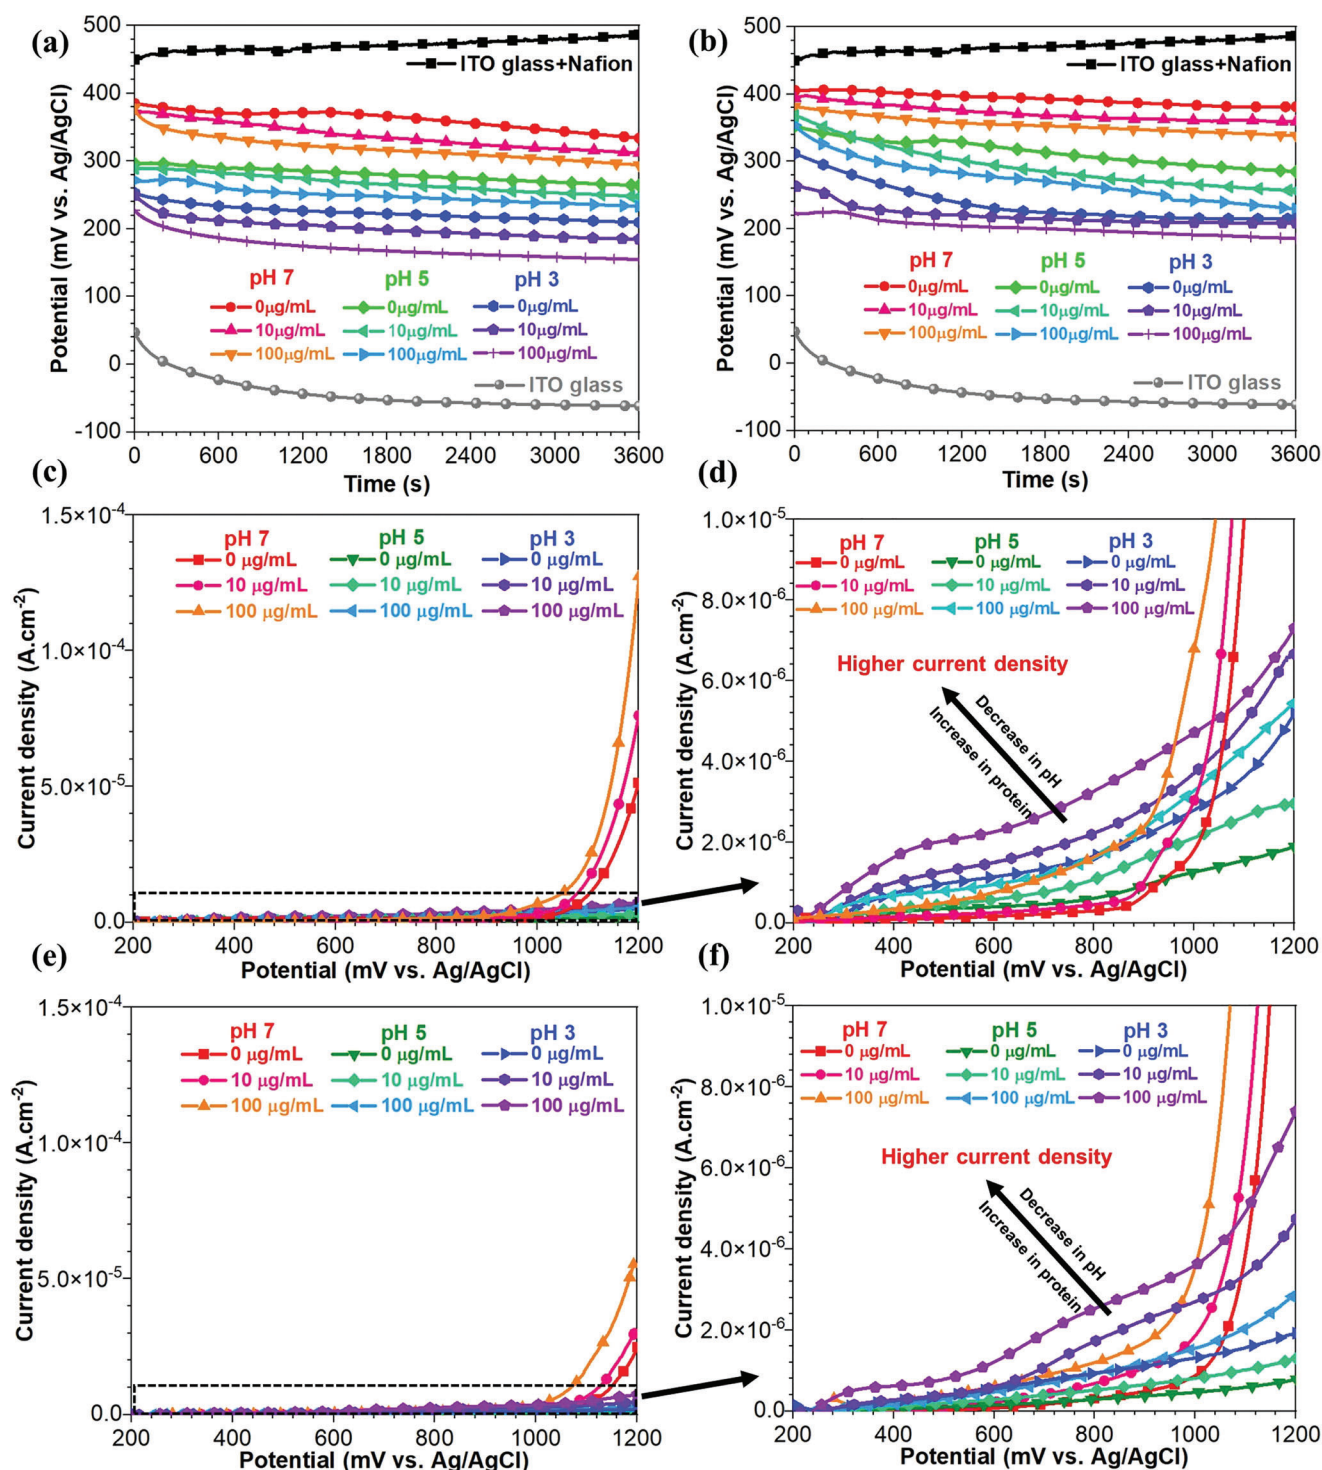 (a)
500
400
300
200
100
0
-100
Potential (mV vs. Ag/AgCl)
ITO glass+Nafion
pH 7 pH 5 pH 3
0μg/mL 0μg/mL 0μg/mL
10μg/mL 10μg/mL 10μg/mL
100μg/mL 100μg/mL 100μg/mL
ITO glass
0 600 1200 1800 2400 3000 3600
Time (s)
(b)
500
400
300
200
100
0
-100
Potential (mV vs. Ag/AgCl)
ITO glass+Nafion
pH 7 pH 5 pH 3
0μg/mL 0μg/mL 0μg/mL
10μg/mL 10μg/mL 10μg/mL
100μg/mL 100μg/mL 100μg/mL
ITO glass
0 600 1200 1800 2400 3000 3600
Time (s)
(c)
1.5×10⁻⁴
1.0×10⁻⁴
5.0×10⁻⁵
0.0
Current density (A.cm⁻²)
pH 7 pH 5 pH 3
0 μg/mL 0 μg/mL 0 μg/mL
10 μg/mL 10 μg/mL 10 μg/mL
100 μg/mL 100 μg/mL 100 μg/mL
200 400 600 800 1000 1200
Potential (mV vs. Ag/AgCl)
(d)
1.0×10⁻⁵
8.0×10⁻⁶
6.0×10⁻⁶
4.0×10⁻⁶
2.0×10⁻⁶
0.0
Current density (A.cm⁻²)
pH 7 pH 5 pH 3
0 μg/mL 0 μg/mL 0 μg/mL
10 μg/mL 10 μg/mL 10 μg/mL
100 μg/mL 100 μg/mL 100 μg/mL
Higher current density
Decrease in pH
Increase in protein
200 400 600 800 1000 1200
Potential (mV vs. Ag/AgCl)
(e)
1.5×10⁻⁴
1.0×10⁻⁴
5.0×10⁻⁵
0.0
Current density (A.cm⁻²)
pH 7 pH 5 pH 3
0 μg/mL 0 μg/mL 0 μg/mL
10 μg/mL 10 μg/mL 10 μg/mL
100 μg/mL 100 μg/mL 100 μg/mL
200 400 600 800 1000 1200
Potential (mV vs. Ag/AgCl)
(f)
1.0×10⁻⁵
8.0×10⁻⁶
6.0×10⁻⁶
4.0×10⁻⁶
2.0×10⁻⁶
0.0
Current density (A.cm⁻²)
pH 7 pH 5 pH 3
0 μg/mL 0 μg/mL 0 μg/mL
10 μg/mL 10 μg/mL 10 μg/mL
100 μg/mL 100 μg/mL 100 μg/mL
Higher current density
Decrease in pH
Increase in protein
200 400 600 800 1000 1200
Potential (mV vs. Ag/AgCl)